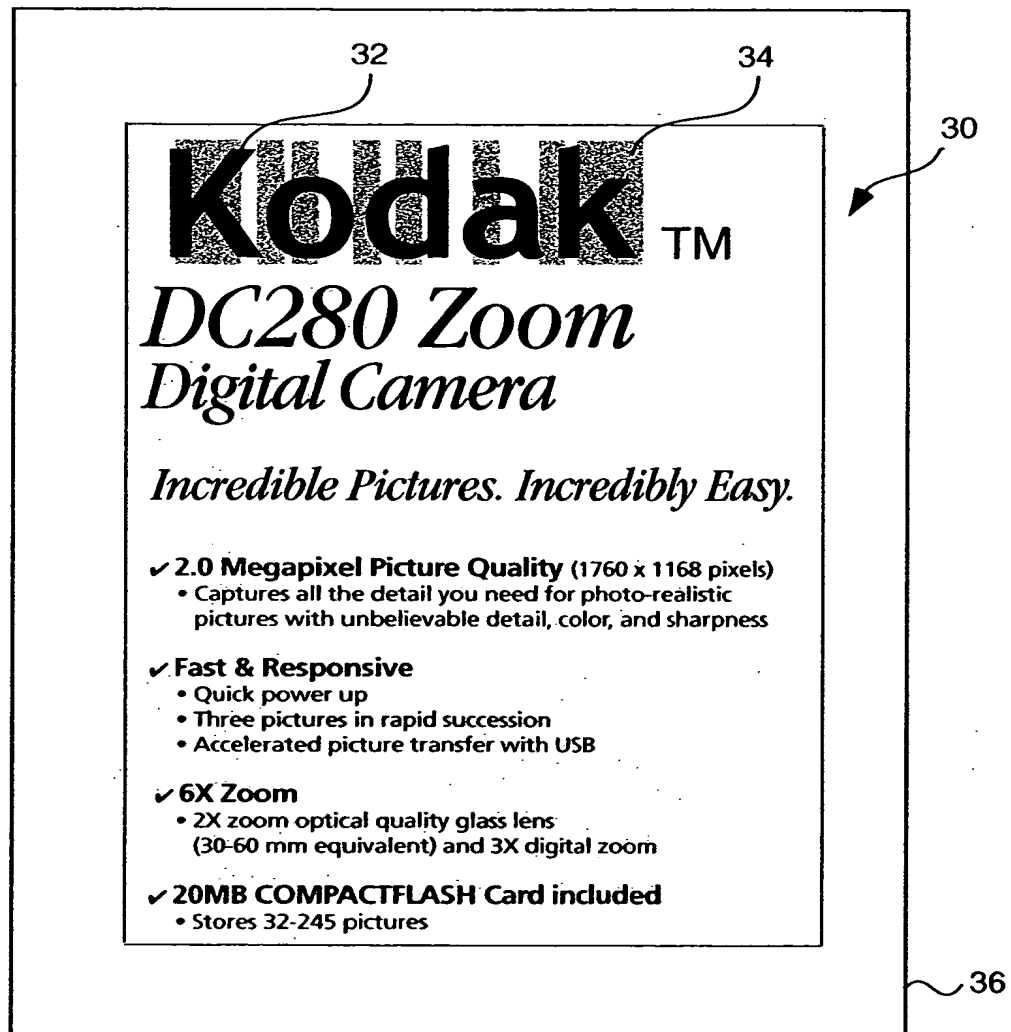 32
34
30
Kodak TM
DC280 Zoom
Digital Camera
Incredible Pictures. Incredibly Easy.
✓ 2.0 Megapixel Picture Quality (1760 x 1168 pixels)
• Captures all the detail you need for photo-realistic
pictures with unbelievable detail, color, and sharpness
✓ Fast & Responsive
• Quick power up
• Three pictures in rapid succession
• Accelerated picture transfer with USB
✓ 6X Zoom
• 2X zoom optical quality glass lens
(30-60 mm equivalent) and 3X digital zoom
✓ 20MB COMPACTFLASH Card included
• Stores 32-245 pictures
36